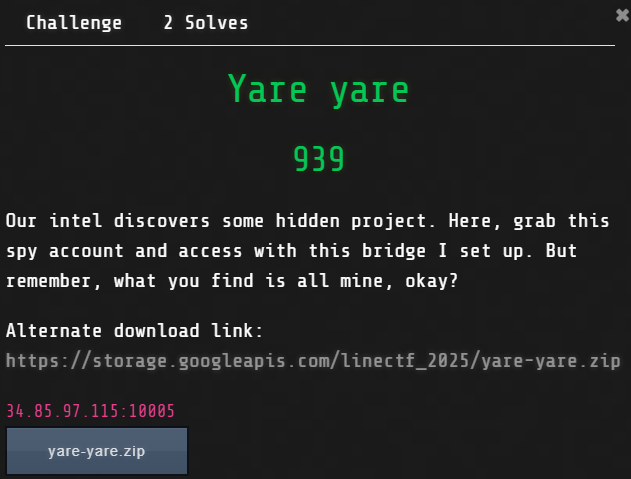 Challenge 2 Solves
Yare yare
939
Our intel discovers some hidden project. Here, grab this
spy account and access with this bridge I set up. But
remember, what you find is all mine, okay?
Alternate download link:
https://storage.googleapis.com/linectf_2025/yare-yare.zip
34.85.97.115:10005
yare-yare.zip